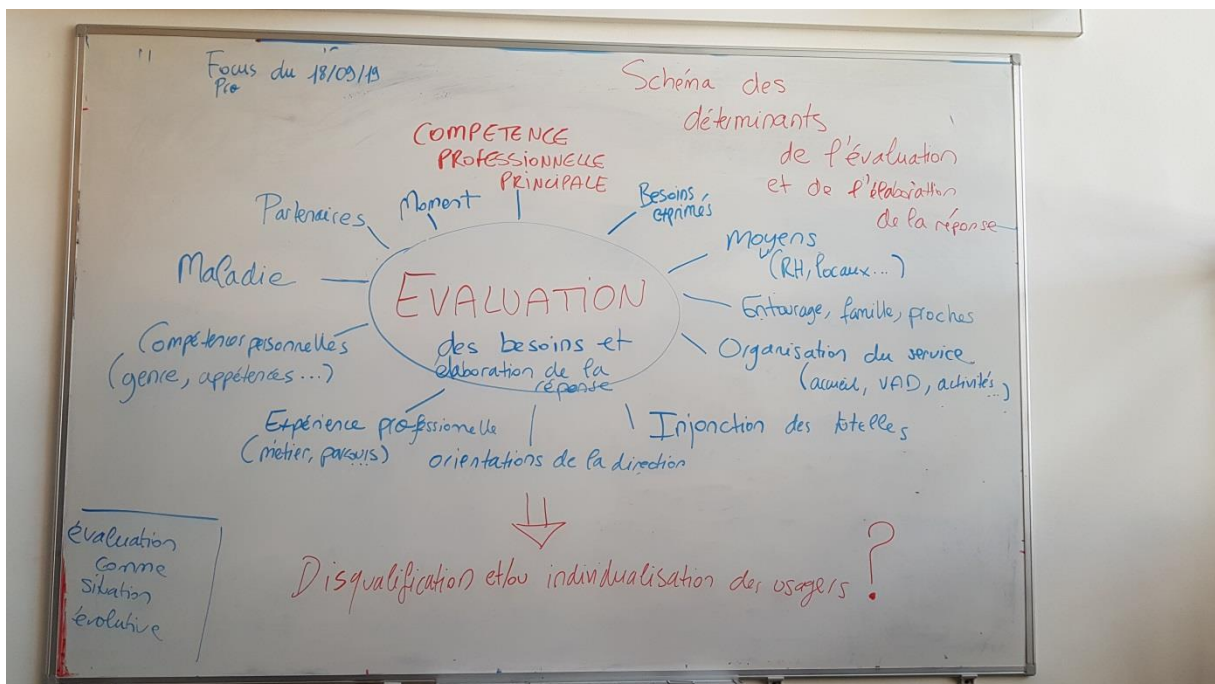 Focus du 18/09/19
Pro
Schéma des
déterminants
de l'évaluation
et de l'élaboration
de la réponse
COMPETENCE
PROFESSIONNELLE
PRINCIPALE
Partenaires
Moment
Besoins
exprimés
Maladie
Moyens
(RH, locaux...)
EVALUATION
des besoins et
élaboration de la
réponse
Entourage, famille, proches
Compétences personnelles
(genre, appétences...)
Organisation du service
(accueil, VAD, activités...)
Expérience professionnelle
(métier, parcours)
orientations de la direction
Injonction des tutelles
évaluation
comme
situation
évolutive
Disqualification et/ou individualisation des usagers ?